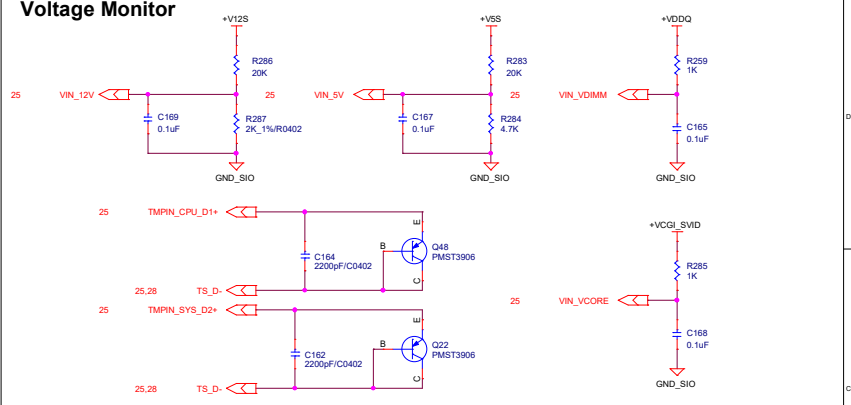 Voltage Monitor
+V12S
+V5S
+VDDQ
R286
20K
R283
20K
R259
1K
25
VIN_12V
25
VIN_5V
25
VIN_VDIMM
C169
0.1uF
R287
2K_1%/R0402
C167
0.1uF
R284
4.7K
C165
0.1uF
D
GND_SIO
GND_SIO
GND_SIO
25
TMPIN_CPU_D1+
E
B
Q48
PMST3906
C164
2200pF/C0402
C
25,28
TS_D-
+VCGI_SVID
R285
1K
25
VIN_VCORE
25
TMPIN_SYS_D2+
E
B
Q22
PMST3906
C162
2200pF/C0402
C
25,28
TS_D-
C168
0.1uF
GND_SIO
C